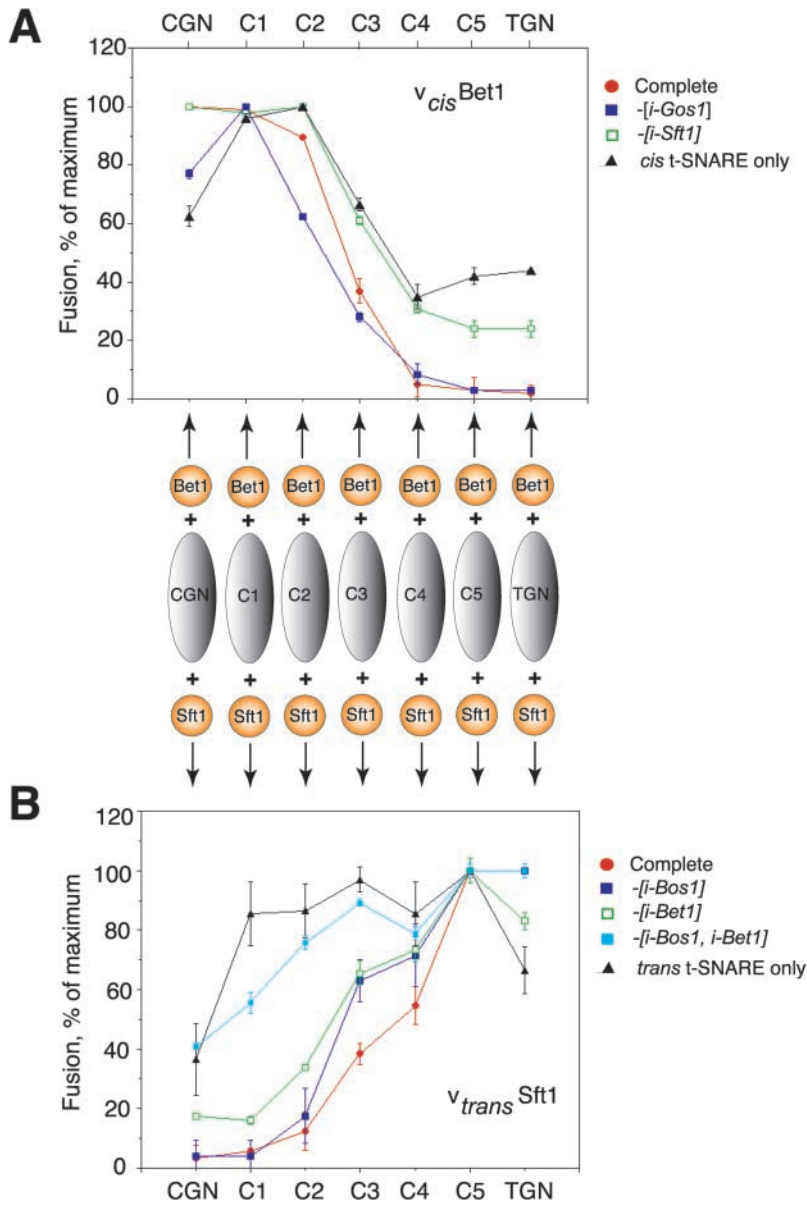 A
CGN C1 C2 C3 C4 C5 TGN
120
100
80
60
40
20
0
Fusion, % of maximum
v cis Bet1
Complete
-[i-Gos1]
-[i-Sft1]
cis t-SNARE only
Bet1 Bet1 Bet1 Bet1 Bet1 Bet1 Bet1
+ + + + + + +
CGN C1 C2 C3 C4 C5 TGN
+ + + + + + +
Sft1 Sft1 Sft1 Sft1 Sft1 Sft1 Sft1
B
120
100
80
60
40
20
0
Fusion, % of maximum
v trans Sft1
Complete
-[i-Bos1]
-[i-Bet1]
-[i-Bos1, i-Bet1]
trans t-SNARE only
CGN C1 C2 C3 C4 C5 TGN